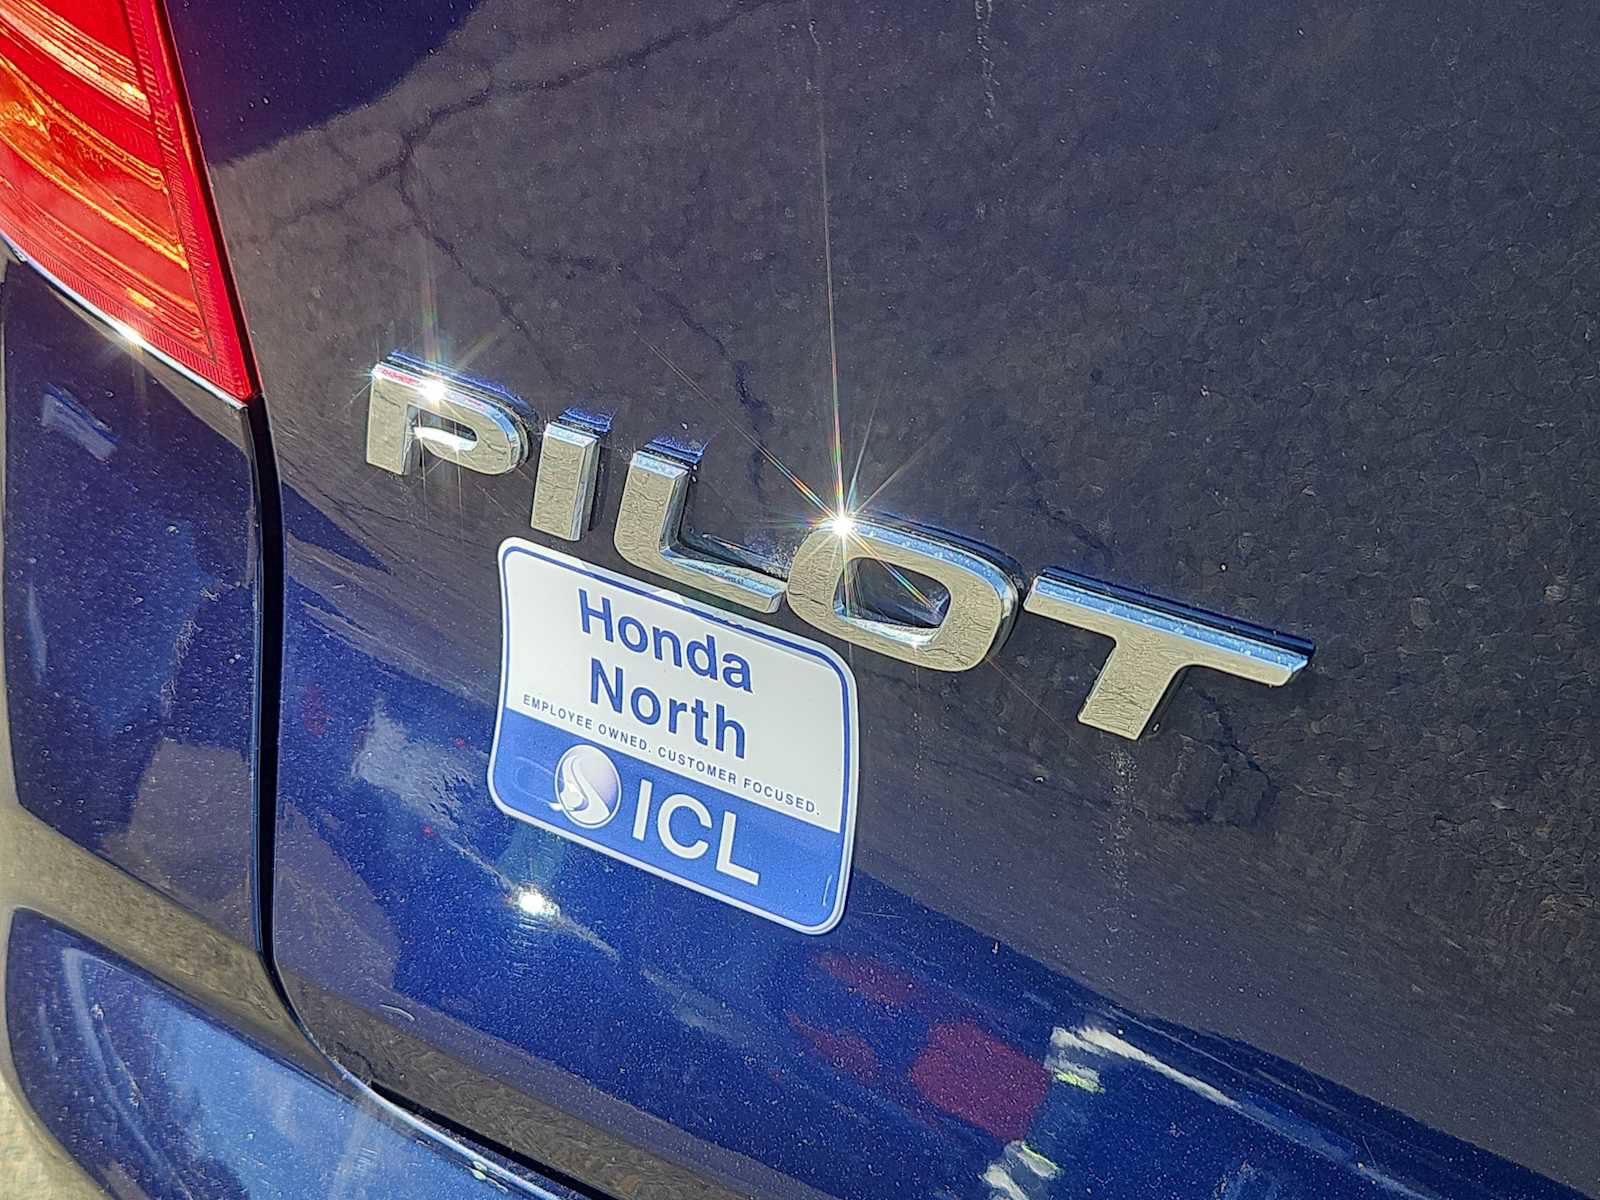 PILOT
Honda
North
EMPLOYEE OWNED. CUSTOMER FOCUSED.
ICL